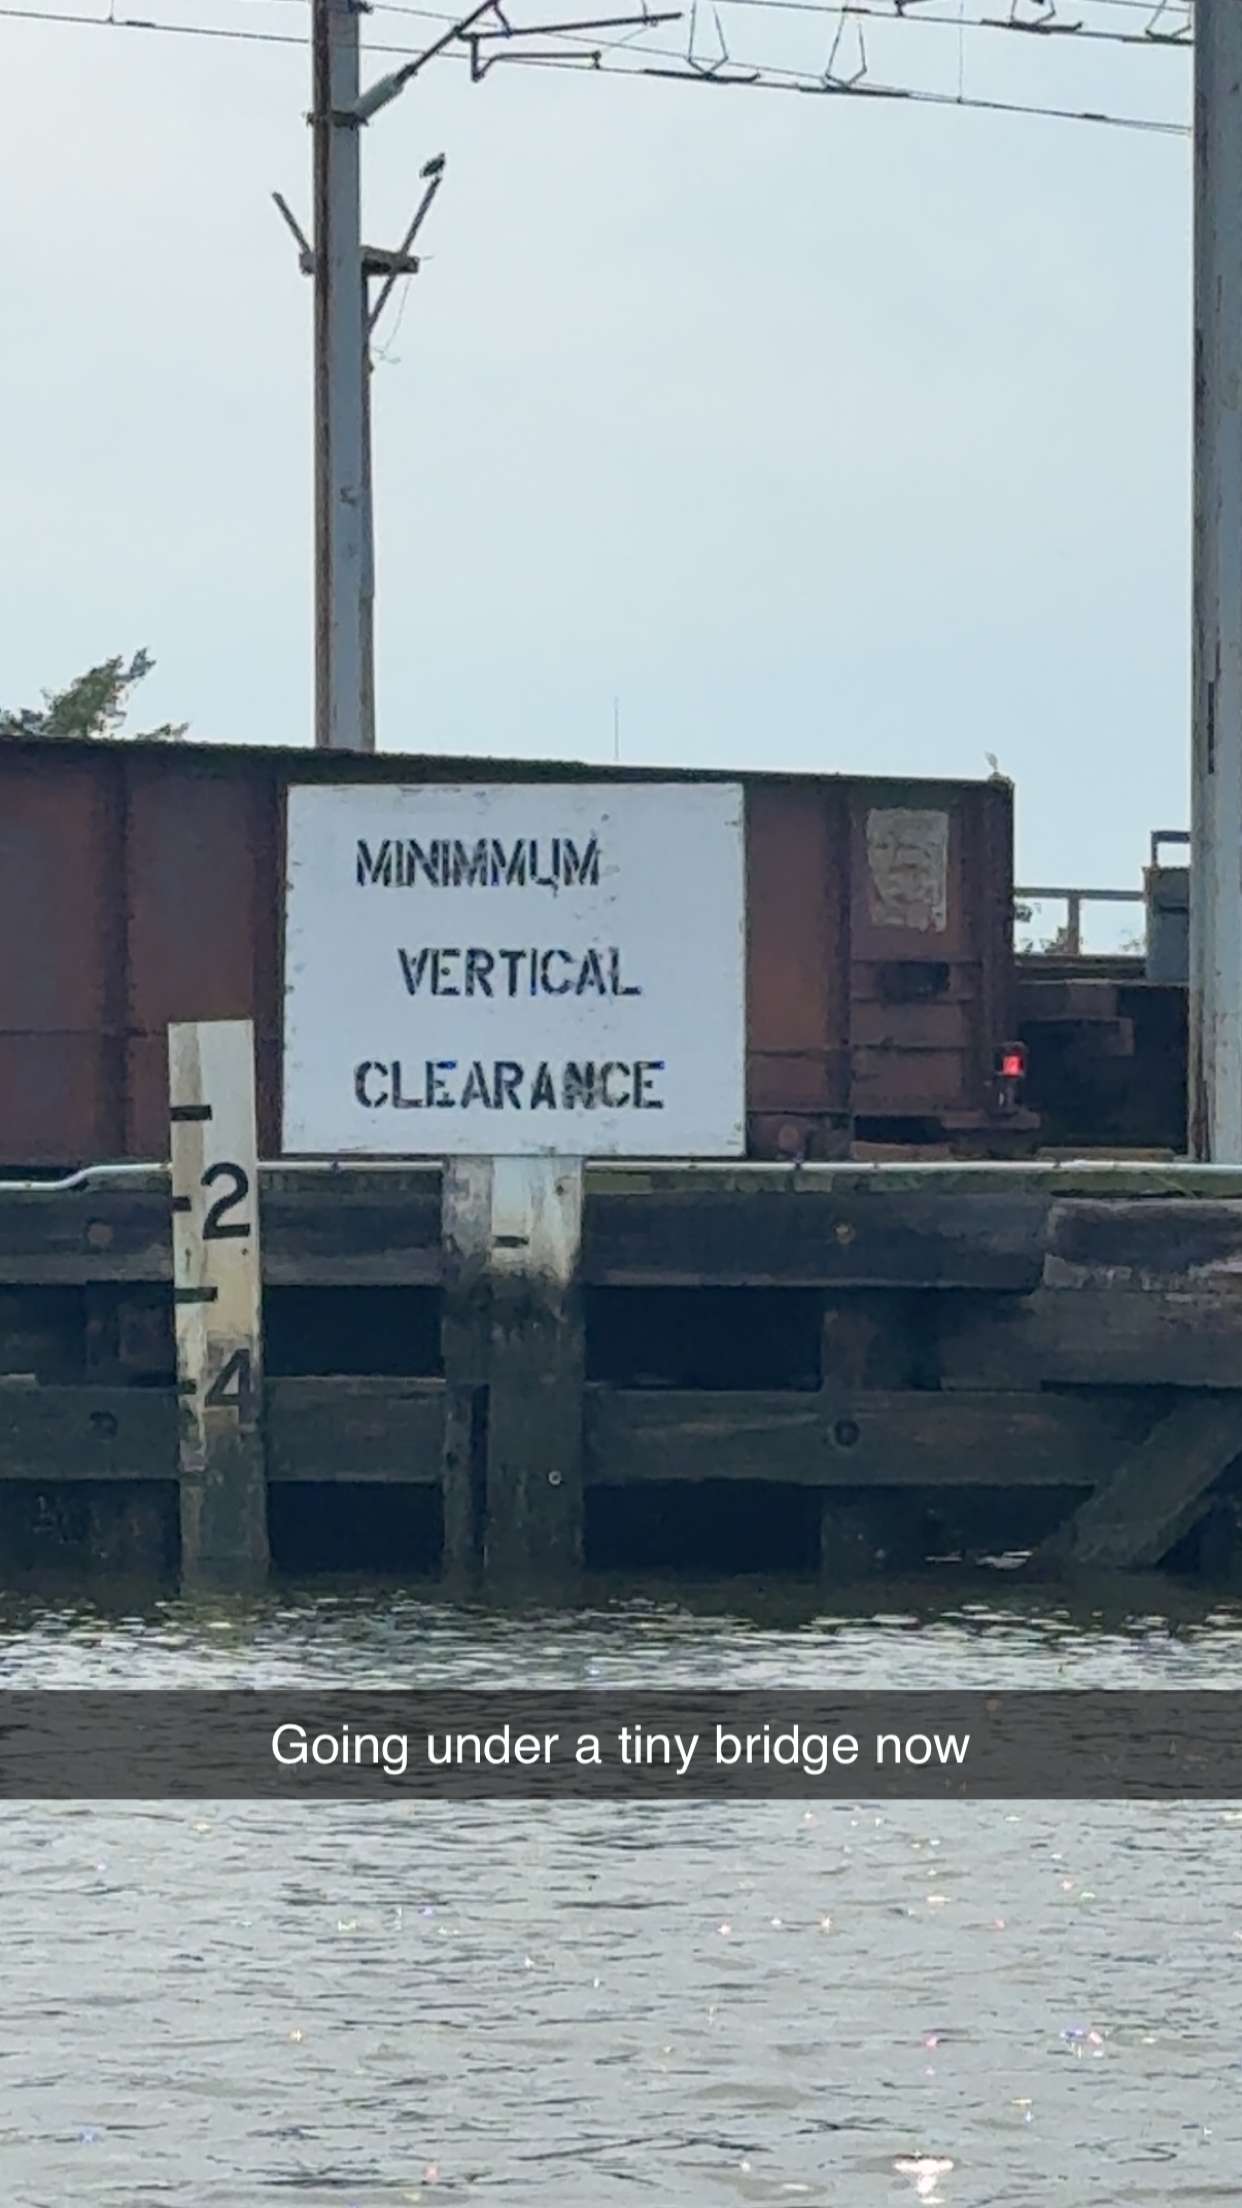 MINIMMUM
VERTICAL
CLEARANCE
2
4
Going under a tiny bridge now